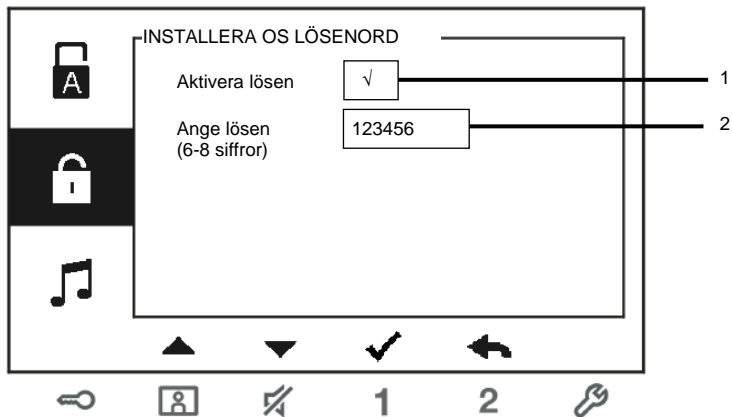 INSTALLERA OS LÖSENORD
A
Aktivera lösen √ 1
Ange lösen 123456 2
(6-8 siffror)
1 2